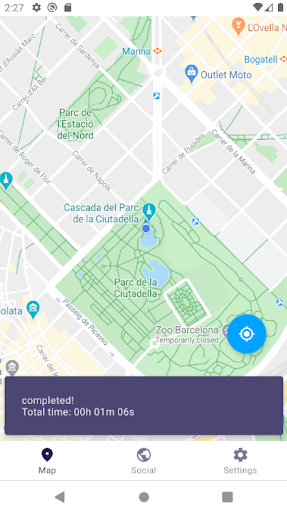 2:27
L'Ovella N
Marina
Bogatell
Outlet Moto
Carrer d'Ausiàs Marc
Carrer de Sardenya
Carrer d'Alí Bei
Parc de
l'Estació
del Nord
Carrer de la Marina
Carrer de Pujades
Carrer de Roger de Flor
Carrer de Nàpols
Cascada del Parc
de la Ciutadella
Parc de la
Ciutadella
colata
Passeig de Picasso
Zoo Barcelona
Temporarily closed
completed!
Total time: 00h 01m 06s
Map
Social
Settings